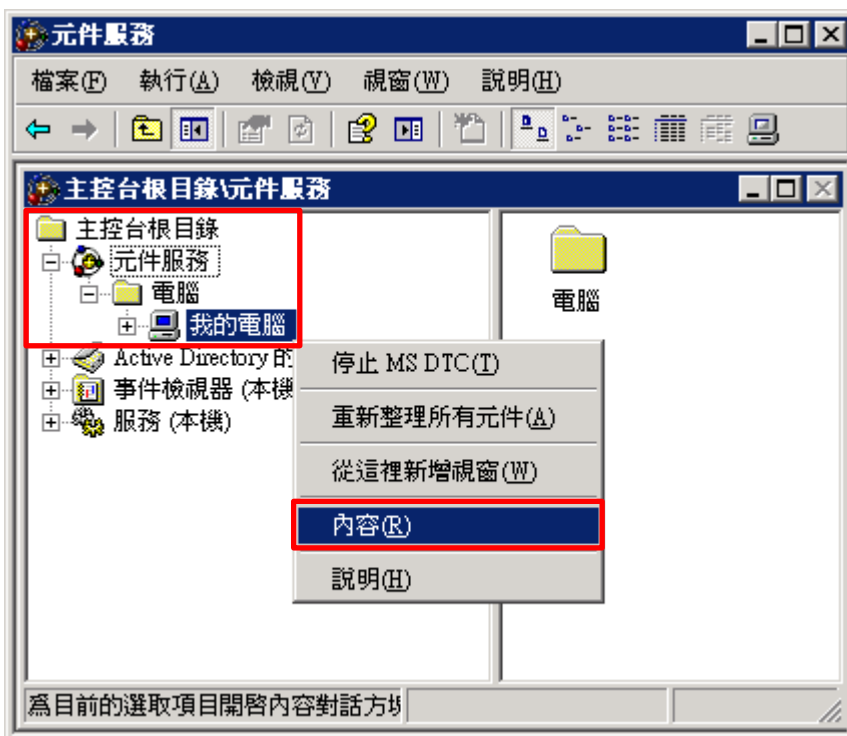 元件服務
檔案(F) 執行(A) 檢視(V) 視窗(W) 說明(H)
主控台根目錄\元件服務
主控台根目錄
元件服務
電腦
我的電腦
Active Directory 的
事件檢視器 (本機
服務 (本機)
電腦
停止 MS DTC(T)
重新整理所有元件(A)
從這裡新增視窗(W)
內容(R)
說明(H)
為目前的選取項目開啟內容對話方塊